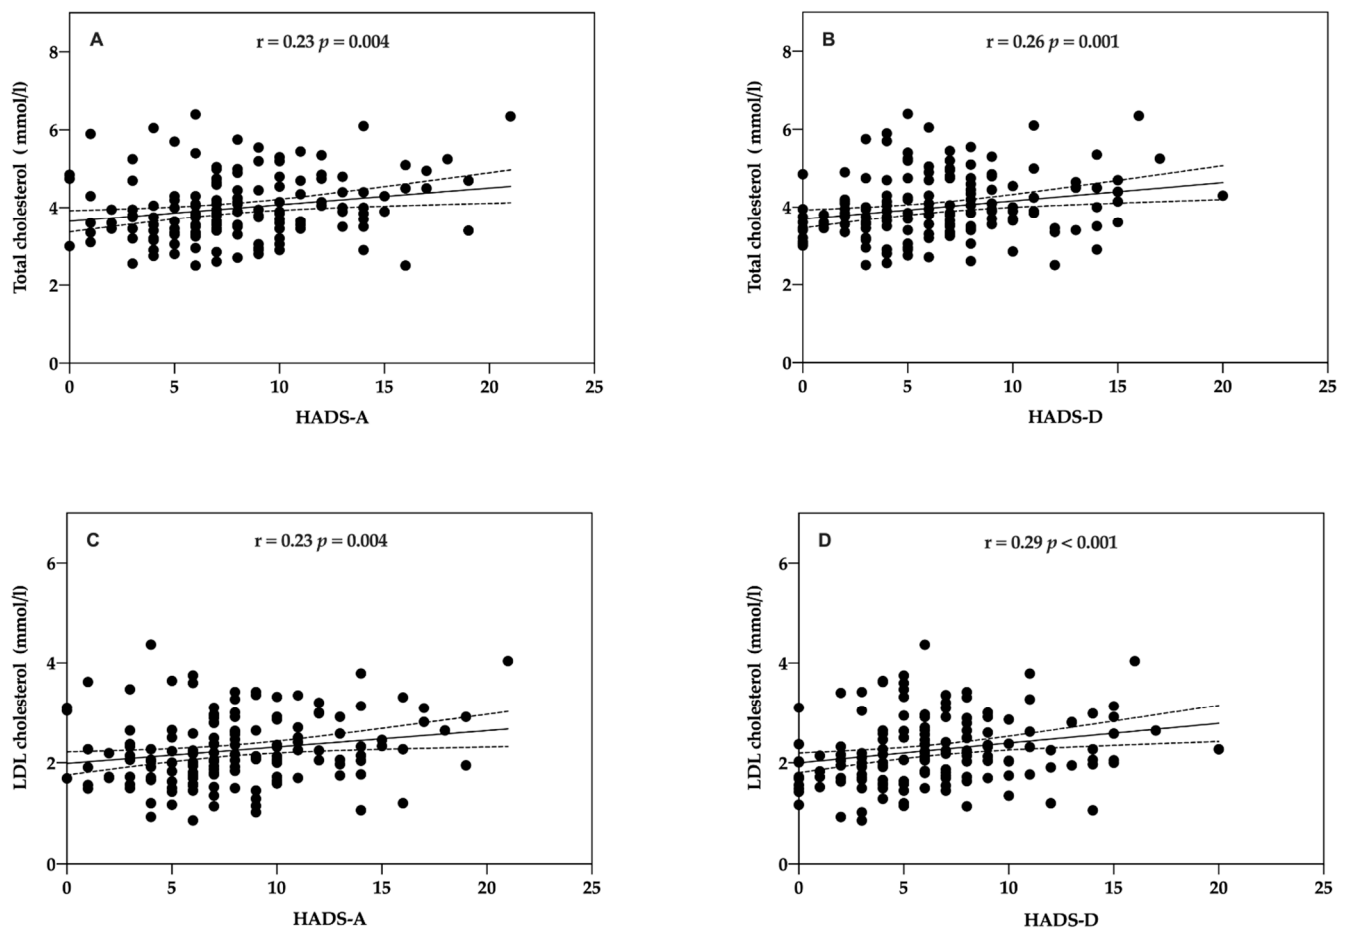 A
r = 0.23 p = 0.004
Total cholesterol ( mmol/l)
8
6
4
2
0
0 5 10 15 20 25
HADS-A
B
r = 0.26 p = 0.001
Total cholesterol ( mmol/l)
8
6
4
2
0
0 5 10 15 20 25
HADS-D
C
r = 0.23 p = 0.004
LDL cholesterol (mmol/l)
6
4
2
0
0 5 10 15 20 25
HADS-A
D
r = 0.29 p < 0.001
LDL cholesterol (mmol/l)
6
4
2
0
0 5 10 15 20 25
HADS-D